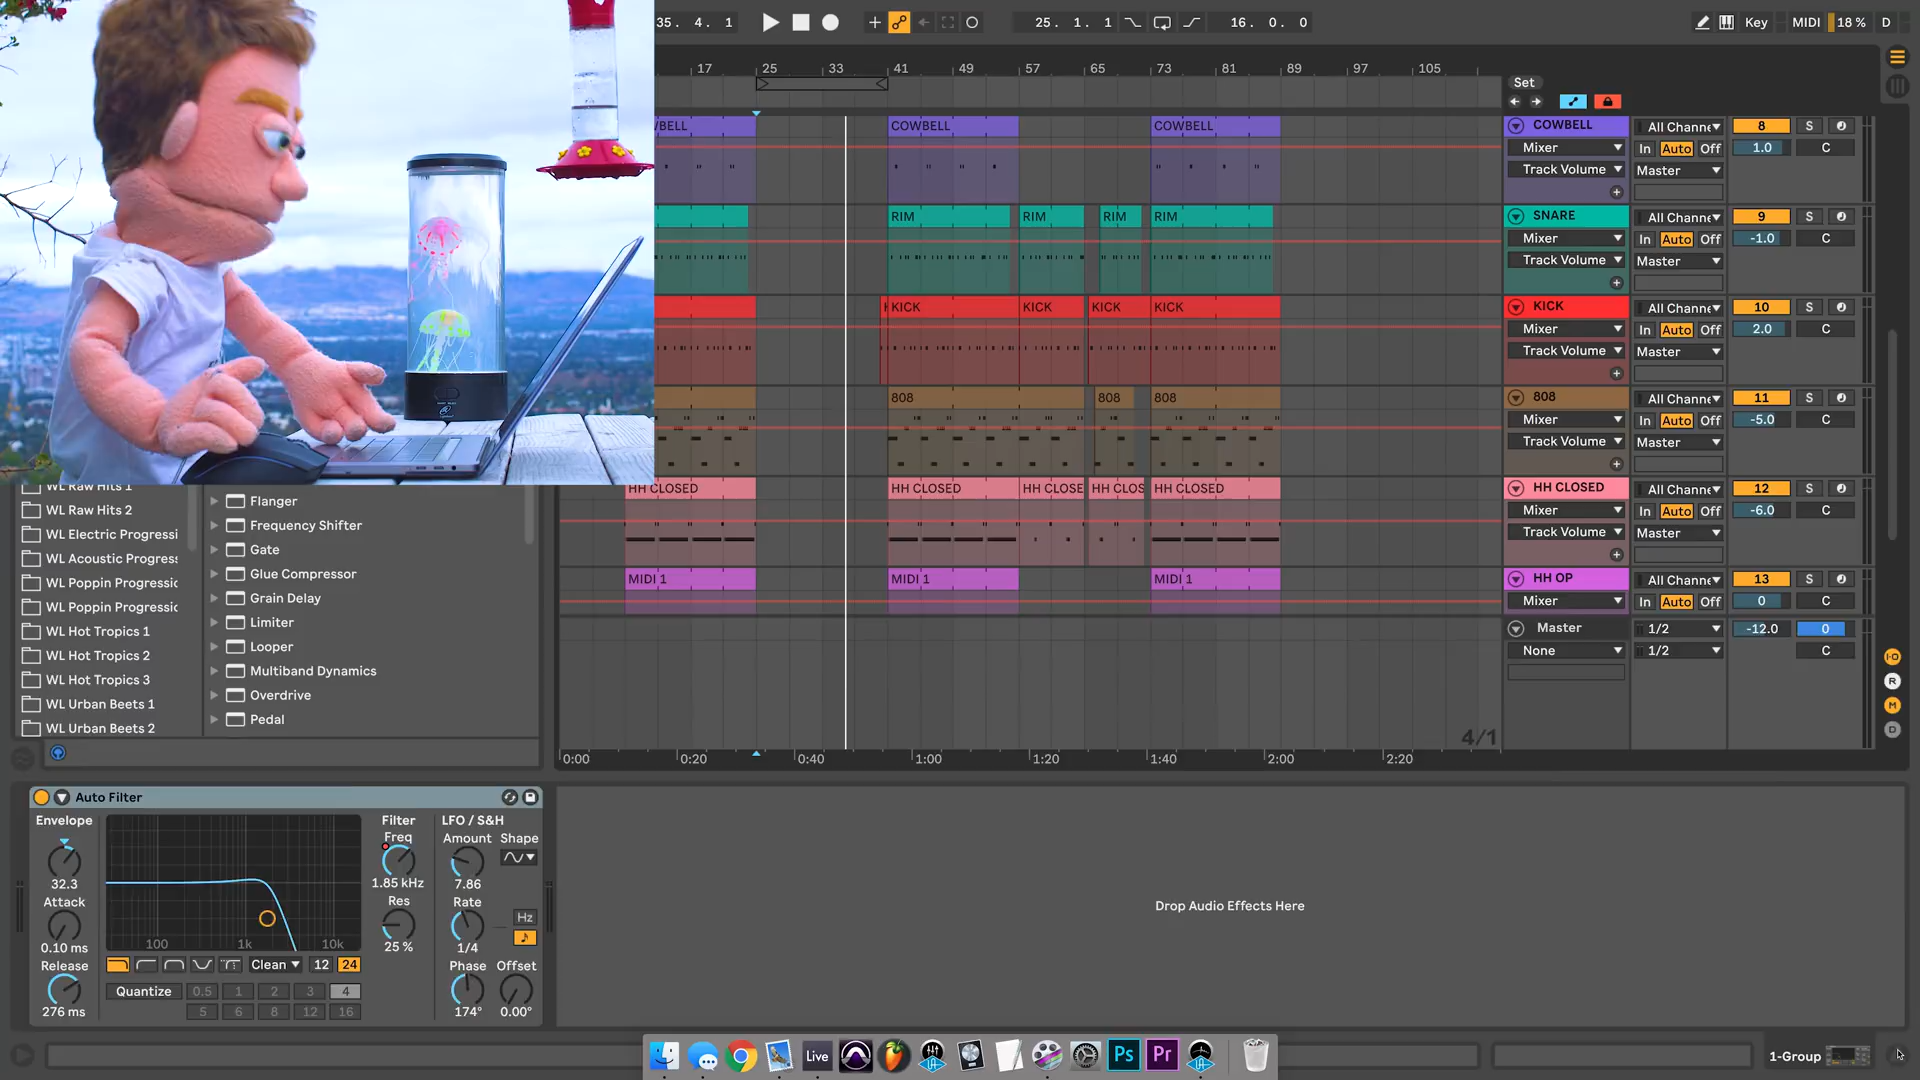 35. 4. 1
25. 1. 1
16. 0. 0
Key
MIDI
18 %
D
17 25 33 41 49 57 65 73 81 89 97 105
Set
COWBELL
COWBELL
COWBELL
All Channe
8
S
Mixer
In Auto Off
1.0
C
Track Volume
Master
RIM
RIM
RIM
RIM
SNARE
All Channe
9
S
Mixer
In Auto Off
-1.0
C
Track Volume
Master
KICK
KICK
KICK
KICK
KICK
All Channe
10
S
Mixer
In Auto Off
2.0
C
Track Volume
Master
808
808
808
808
All Channe
11
S
Mixer
In Auto Off
-5.0
C
Track Volume
Master
HH CLOSED
HH CLOSED
HH CLOSE
HH CLOS
HH CLOSED
HH CLOSED
All Channe
12
S
Mixer
In Auto Off
-6.0
C
Track Volume
Master
MIDI 1
MIDI 1
MIDI 1
HH OP
All Channe
13
S
Mixer
In Auto Off
0
C
Master
1/2
-12.0
0
None
1/2
C
4/1
0:00 0:20 0:40 1:00 1:20 1:40 2:00 2:20
WL Raw Hits 1
WL Raw Hits 2
WL Electric Progressi
WL Acoustic Progress
WL Poppin Progressic
WL Poppin Progressic
WL Hot Tropics 1
WL Hot Tropics 2
WL Hot Tropics 3
WL Urban Beets 1
WL Urban Beets 2
Flanger
Frequency Shifter
Gate
Glue Compressor
Grain Delay
Limiter
Looper
Multiband Dynamics
Overdrive
Pedal
I·O
R
M
D
Auto Filter
Envelope
32.3
Attack
0.10 ms
Release
276 ms
100 1k 10k
Clean
12
24
Quantize
0.5 1 2 3 4
5 6 8 12 16
Filter
Freq
1.85 kHz
Res
25 %
LFO / S&H
Amount
Shape
7.86
Rate
Hz
1/4
Phase
Offset
174°
0.00°
Drop Audio Effects Here
Live
Ps
Pr
1-Group